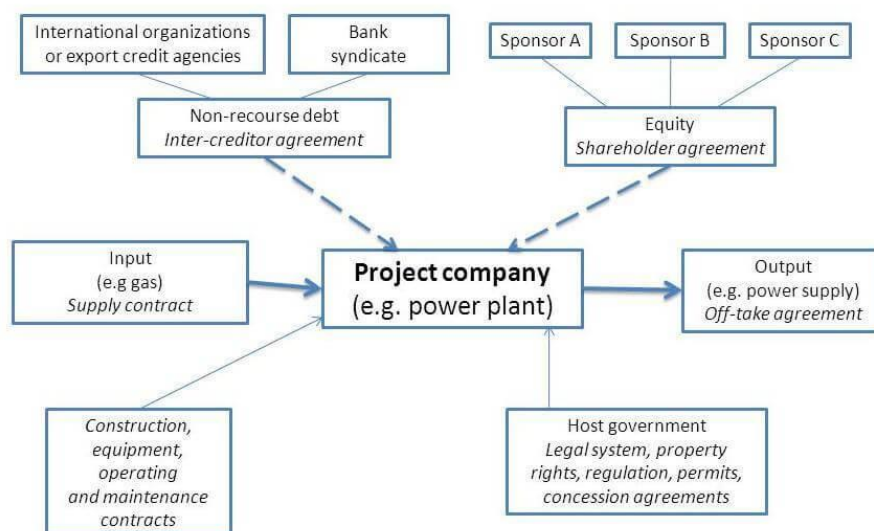 International organizations
or export credit agencies
Bank
syndicate
Sponsor A
Sponsor B
Sponsor C
Non-recourse debt
Inter-creditor agreement
Equity
Shareholder agreement
Input
(e.g gas)
Supply contract
Project company
(e.g. power plant)
Output
(e.g. power supply)
Off-take agreement
Construction,
equipment,
operating
and maintenance
contracts
Host government
Legal system, property
rights, regulation, permits,
concession agreements